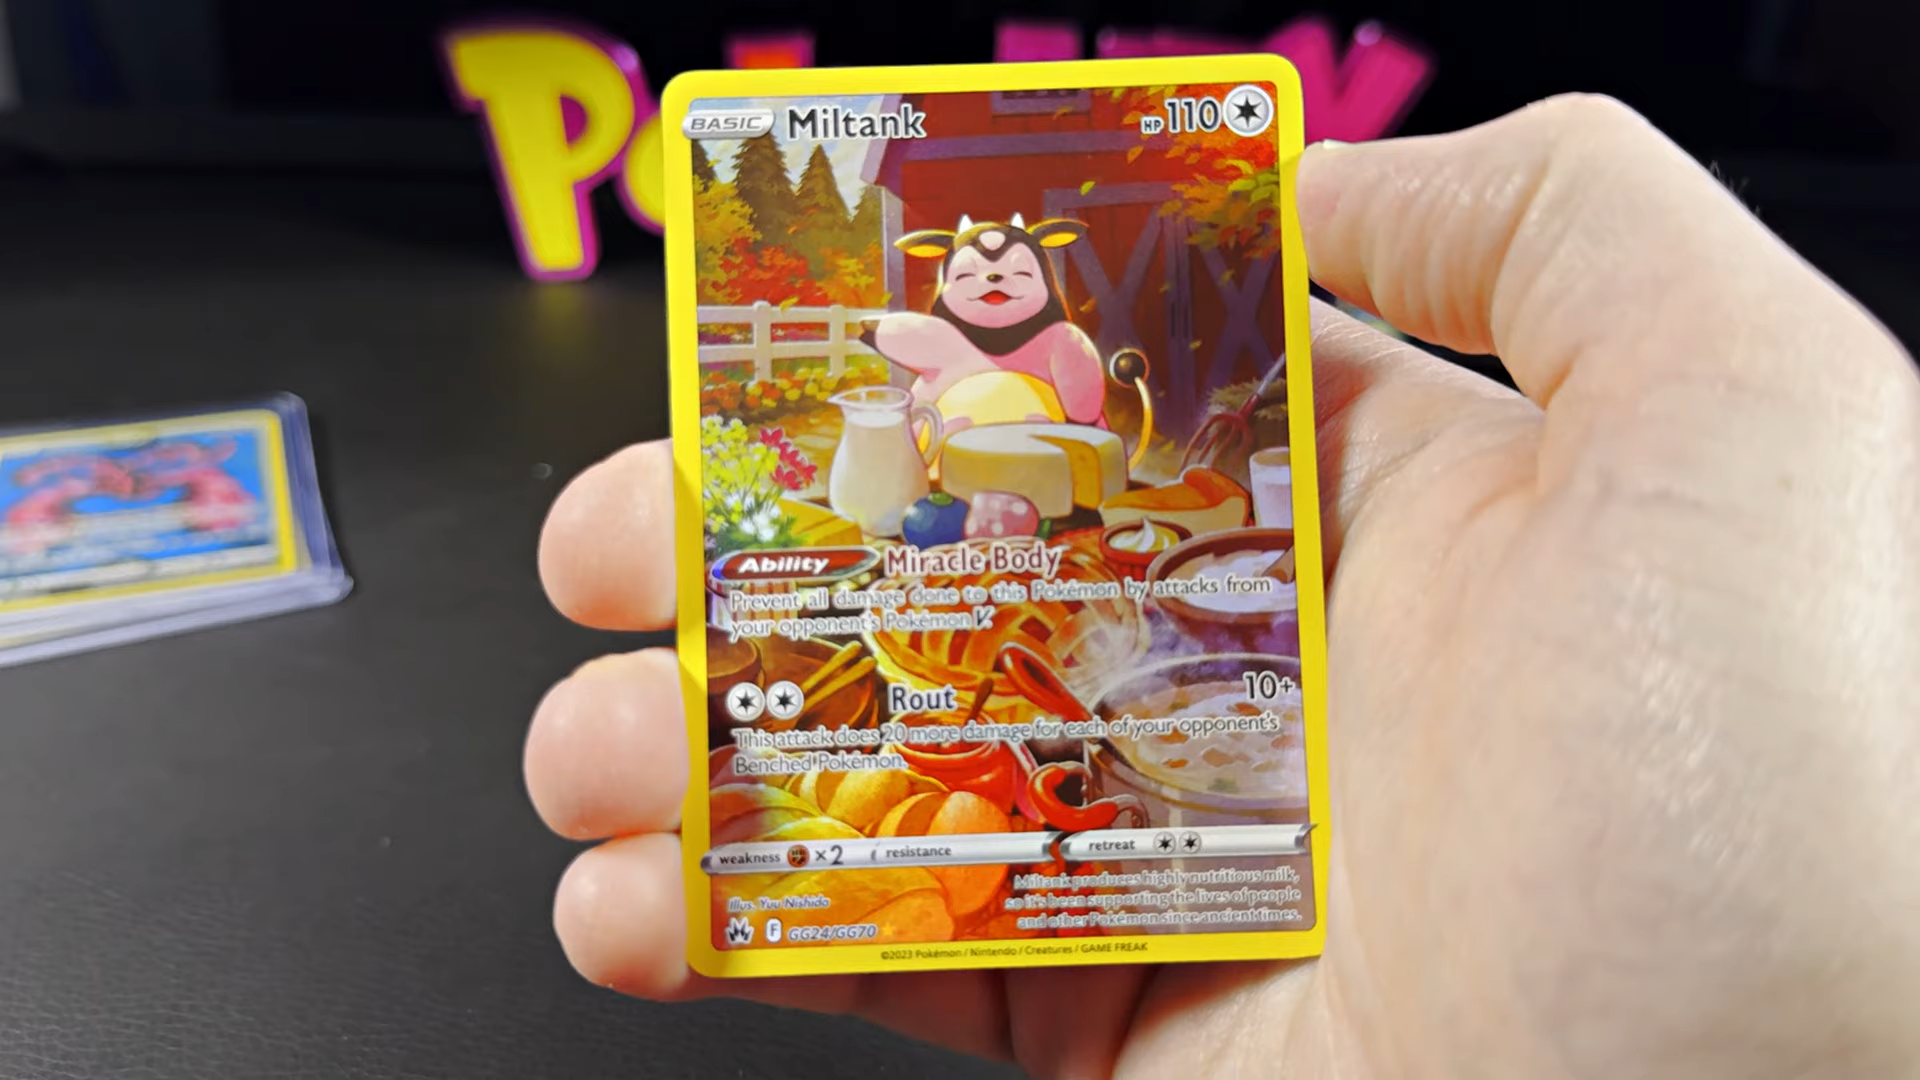 BASIC Miltank HP 110
Ability Miracle Body
Prevent all damage done to this Pokémon by attacks from
your opponent's Pokémon V.
Rout 10+
This attack does 20 more damage for each of your opponent's
Benched Pokémon.
weakness ×2 resistance retreat
Miltank produces highly nutritious milk,
so it's been supporting the lives of people
and other Pokémon since ancient times.
Illus. Yuu Nishida
F GG24/GG70
©2023 Pokémon / Nintendo / Creatures / GAME FREAK